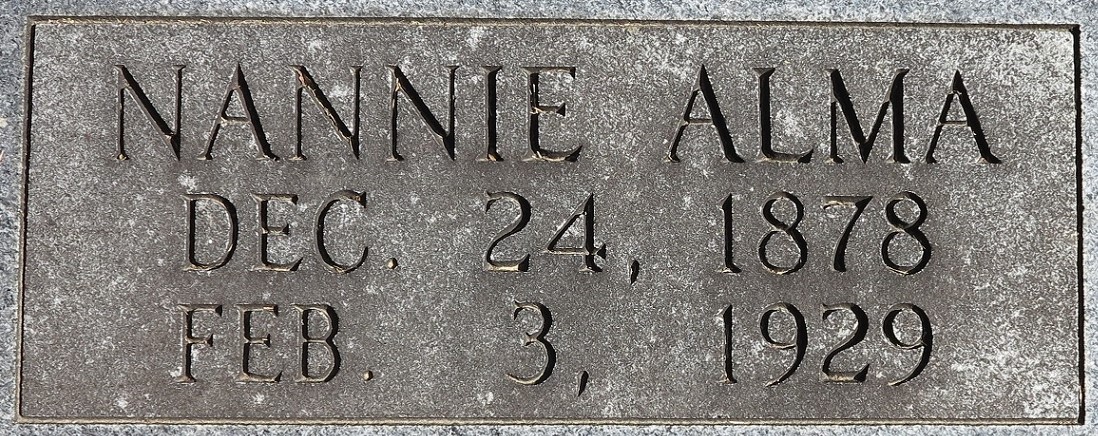 NANNIE ALMA
DEC. 24, 1878
FEB. 3, 1929